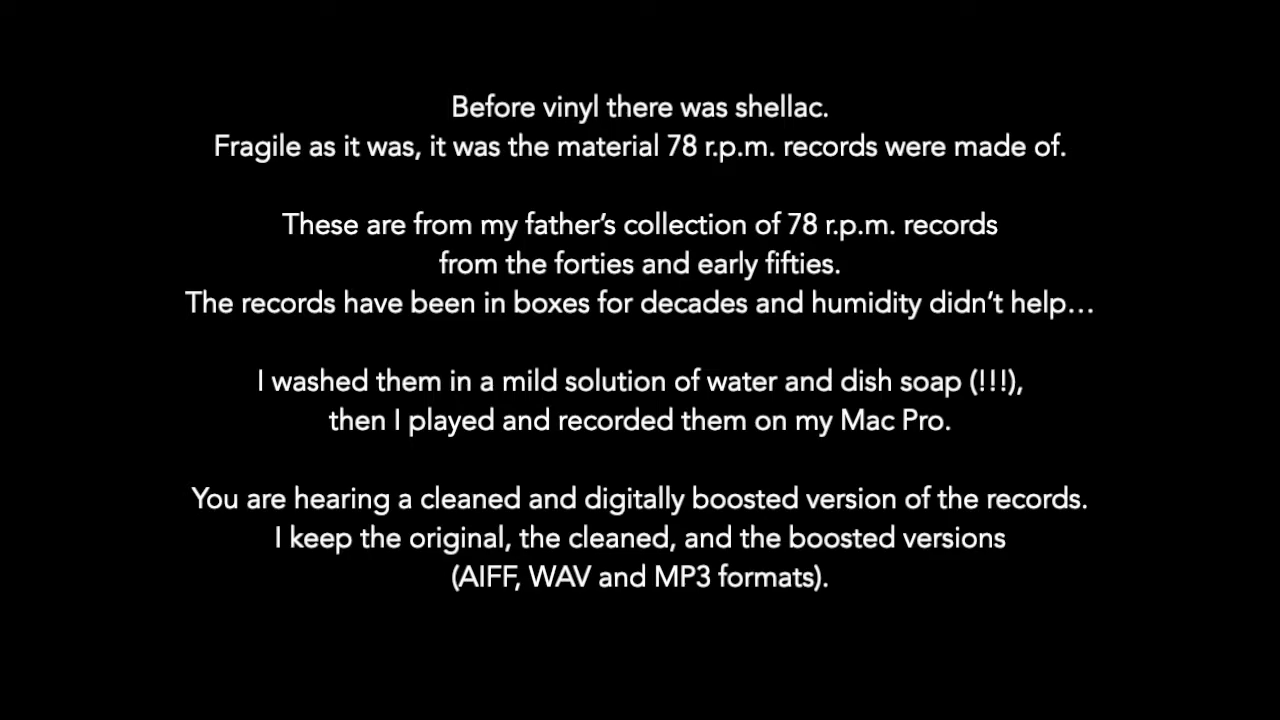 Before vinyl there was shellac.
Fragile as it was, it was the material 78 r.p.m. records were made of.
These are from my father’s collection of 78 r.p.m. records
from the forties and early fifties.
The records have been in boxes for decades and humidity didn’t help…
I washed them in a mild solution of water and dish soap (!!!),
then I played and recorded them on my Mac Pro.
You are hearing a cleaned and digitally boosted version of the records.
I keep the original, the cleaned, and the boosted versions
(AIFF, WAV and MP3 formats).